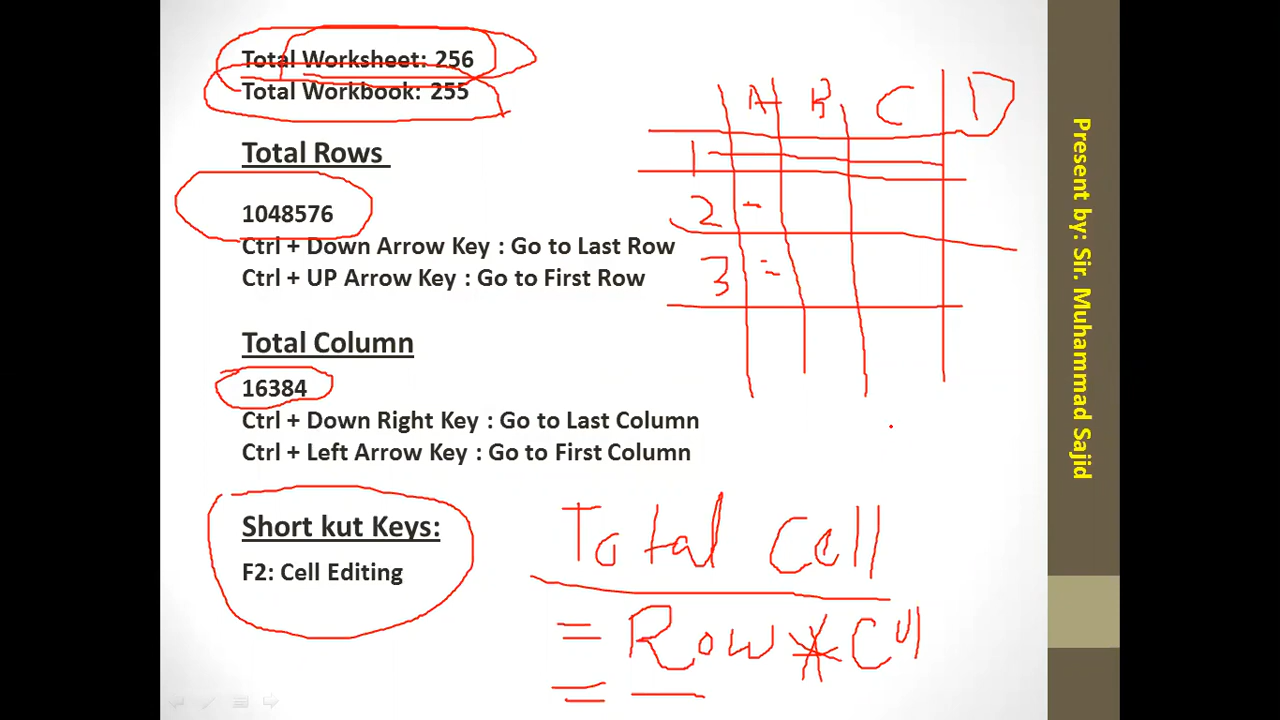 Total Worksheet: 256
Total Workbook: 255
Total Rows
1048576
Ctrl + Down Arrow Key : Go to Last Row
Ctrl + UP Arrow Key : Go to First Row
Total Column
16384
Ctrl + Down Right Key : Go to Last Column
Ctrl + Left Arrow Key : Go to First Column
Short kut Keys:
F2: Cell Editing
A B C D
1
2
3
Total Cell
= Row *
=
Present by: Sir. Muhammad Sajid